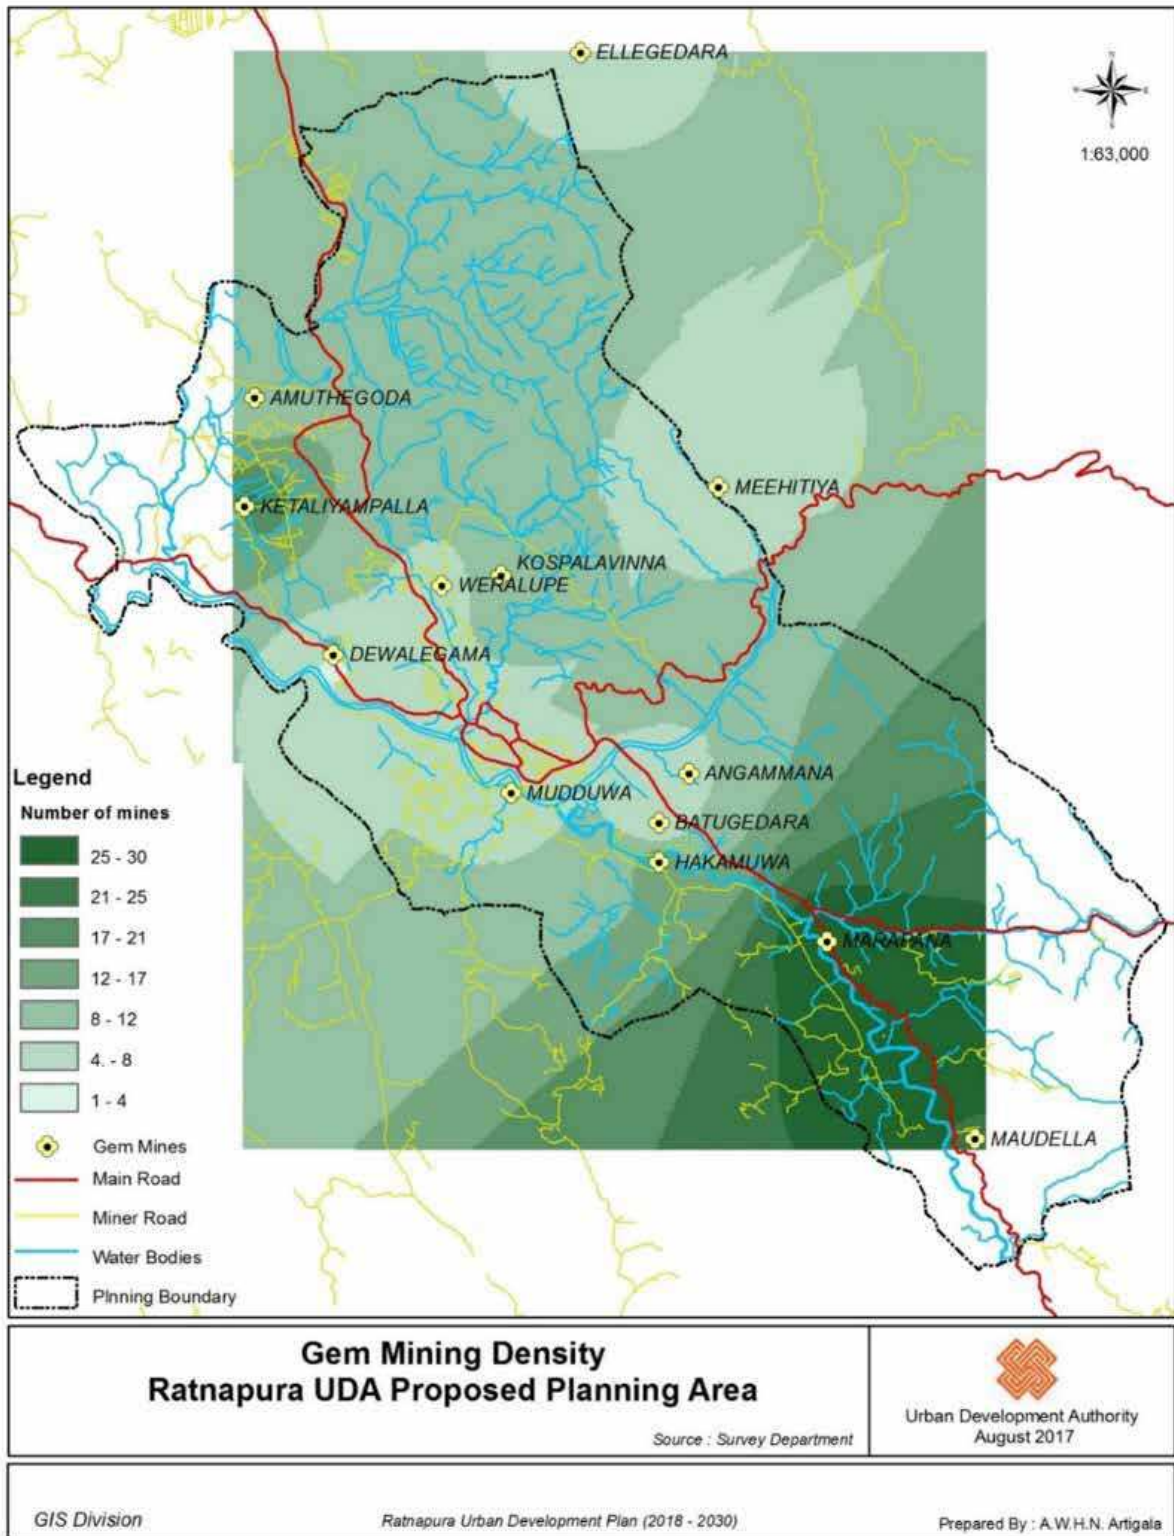 ELLEGEDARA
1:63,000
AMUTHEGODA
MEEHITIYA
KETALIYAMPALLA
KOSPALAVINNA
WERALUPE
DEWALEGAMA
ANGAMMANA
MUDDUWA
BATUGEDARA
HAKAMUWA
MARAPANA
MAUDELLA
Legend
Number of mines
25 - 30
21 - 25
17 - 21
12 - 17
8 - 12
4. - 8
1 - 4
Gem Mines
Main Road
Miner Road
Water Bodies
Plnning Boundary
Gem Mining Density
Ratnapura UDA Proposed Planning Area
Source : Survey Department
Urban Development Authority
August 2017
GIS Division
Ratnapura Urban Development Plan (2018 - 2030)
Prepared By : A.W.H.N. Artigala